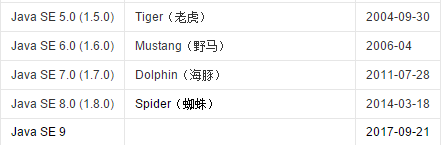 Java SE 5.0 (1.5.0) Tiger（老虎） 2004-09-30
Java SE 6.0 (1.6.0) Mustang（野马） 2006-04
Java SE 7.0 (1.7.0) Dolphin（海豚） 2011-07-28
Java SE 8.0 (1.8.0) Spider（蜘蛛） 2014-03-18
Java SE 9 2017-09-21